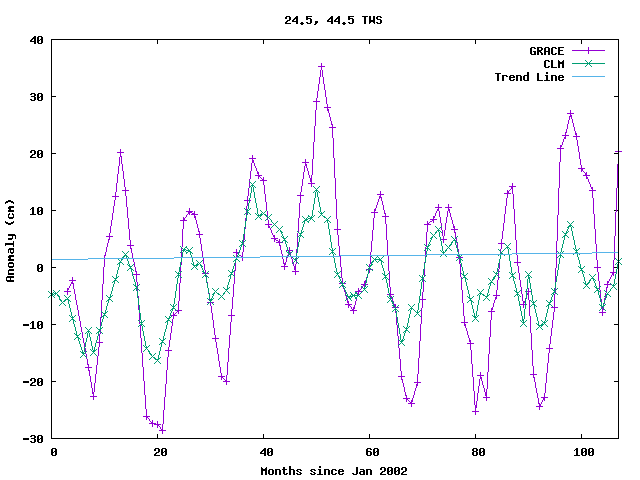 24.5, 44.5 TWS
GRACE
CLM
Trend Line
Anomaly (cm)
40
30
20
10
0
-10
-20
-30
0 20 40 60 80 100
Months since Jan 2002